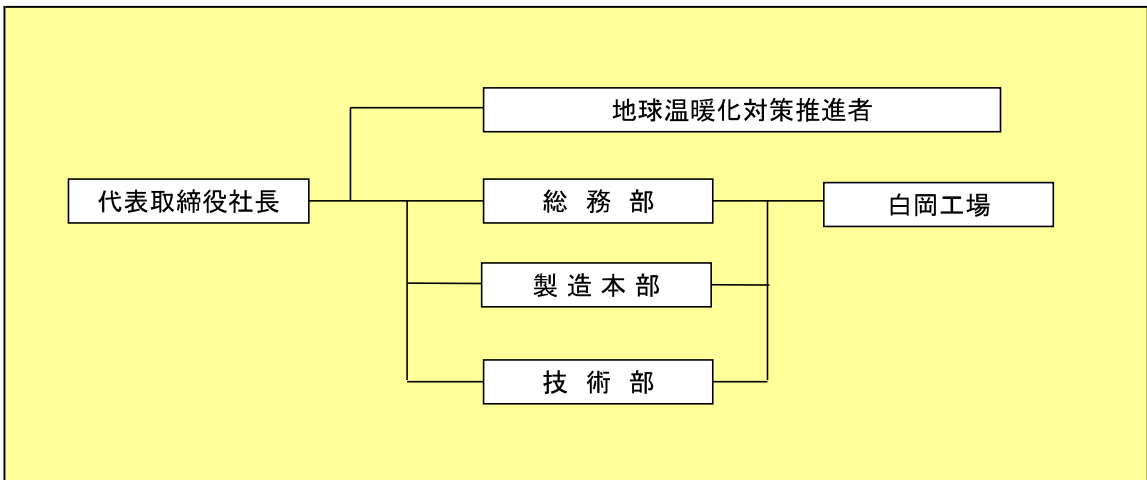 地球温暖化対策推進者
代表取締役社長
総 務 部
白岡工場
製 造 本 部
技 術 部